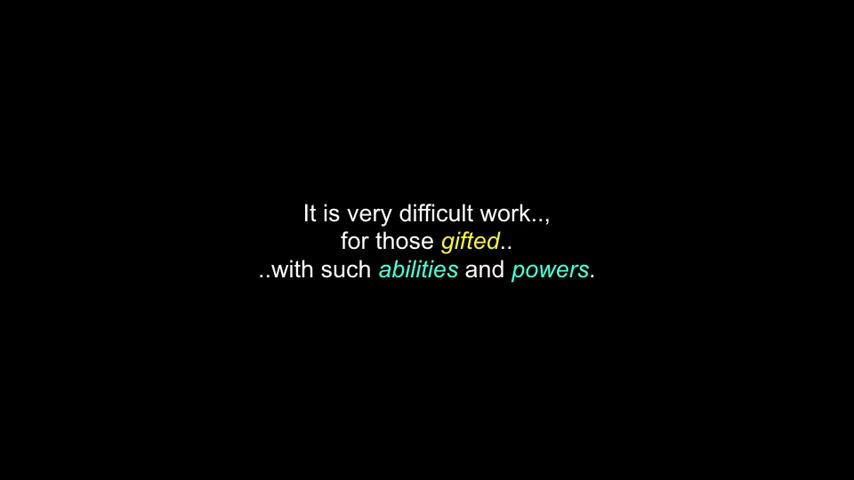 It is very difficult work..,
for those gifted..
..with such abilities and powers.